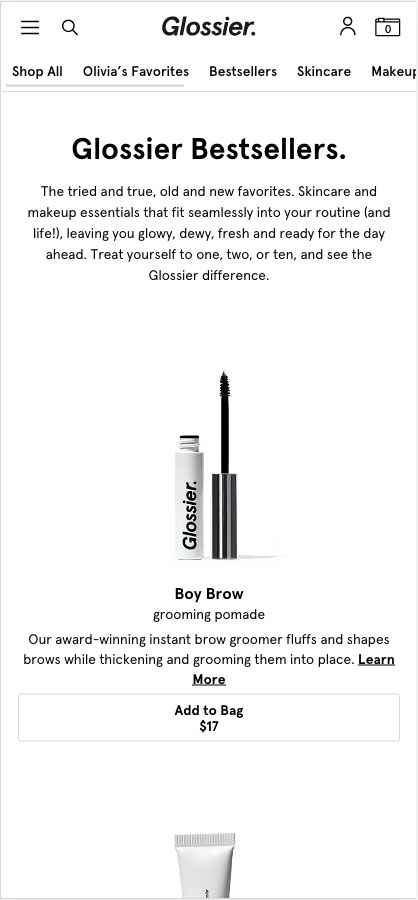 Glossier.
0
Shop All Olivia's Favorites Bestsellers Skincare Makeup
Glossier Bestsellers.
The tried and true, old and new favorites. Skincare and
makeup essentials that fit seamlessly into your routine (and
life!), leaving you glowy, dewy, fresh and ready for the day
ahead. Treat yourself to one, two, or ten, and see the
Glossier difference.
Glossier.
Boy Brow
grooming pomade
Our award-winning instant brow groomer fluffs and shapes
brows while thickening and grooming them into place. Learn
More
Add to Bag
$17